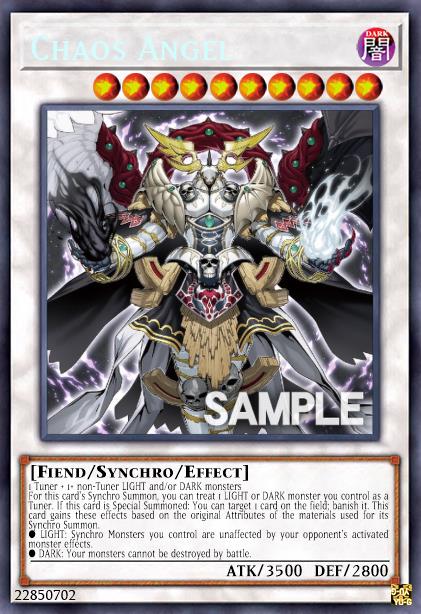 Chaos Angel
DARK
闇
SAMPLE
[Fiend/Synchro/Effect]
1 Tuner + 1+ non-Tuner LIGHT and/or DARK monsters
For this card's Synchro Summon, you can treat 1 LIGHT or DARK monster you control as a
Tuner. If this card is Special Summoned: You can target 1 card on the field; banish it. This
card gains these effects based on the original Attributes of the materials used for its
Synchro Summon.
● LIGHT: Synchro Monsters you control are unaffected by your opponent's activated
monster effects.
● DARK: Your monsters cannot be destroyed by battle.
ATK/3500 DEF/2800
22850702